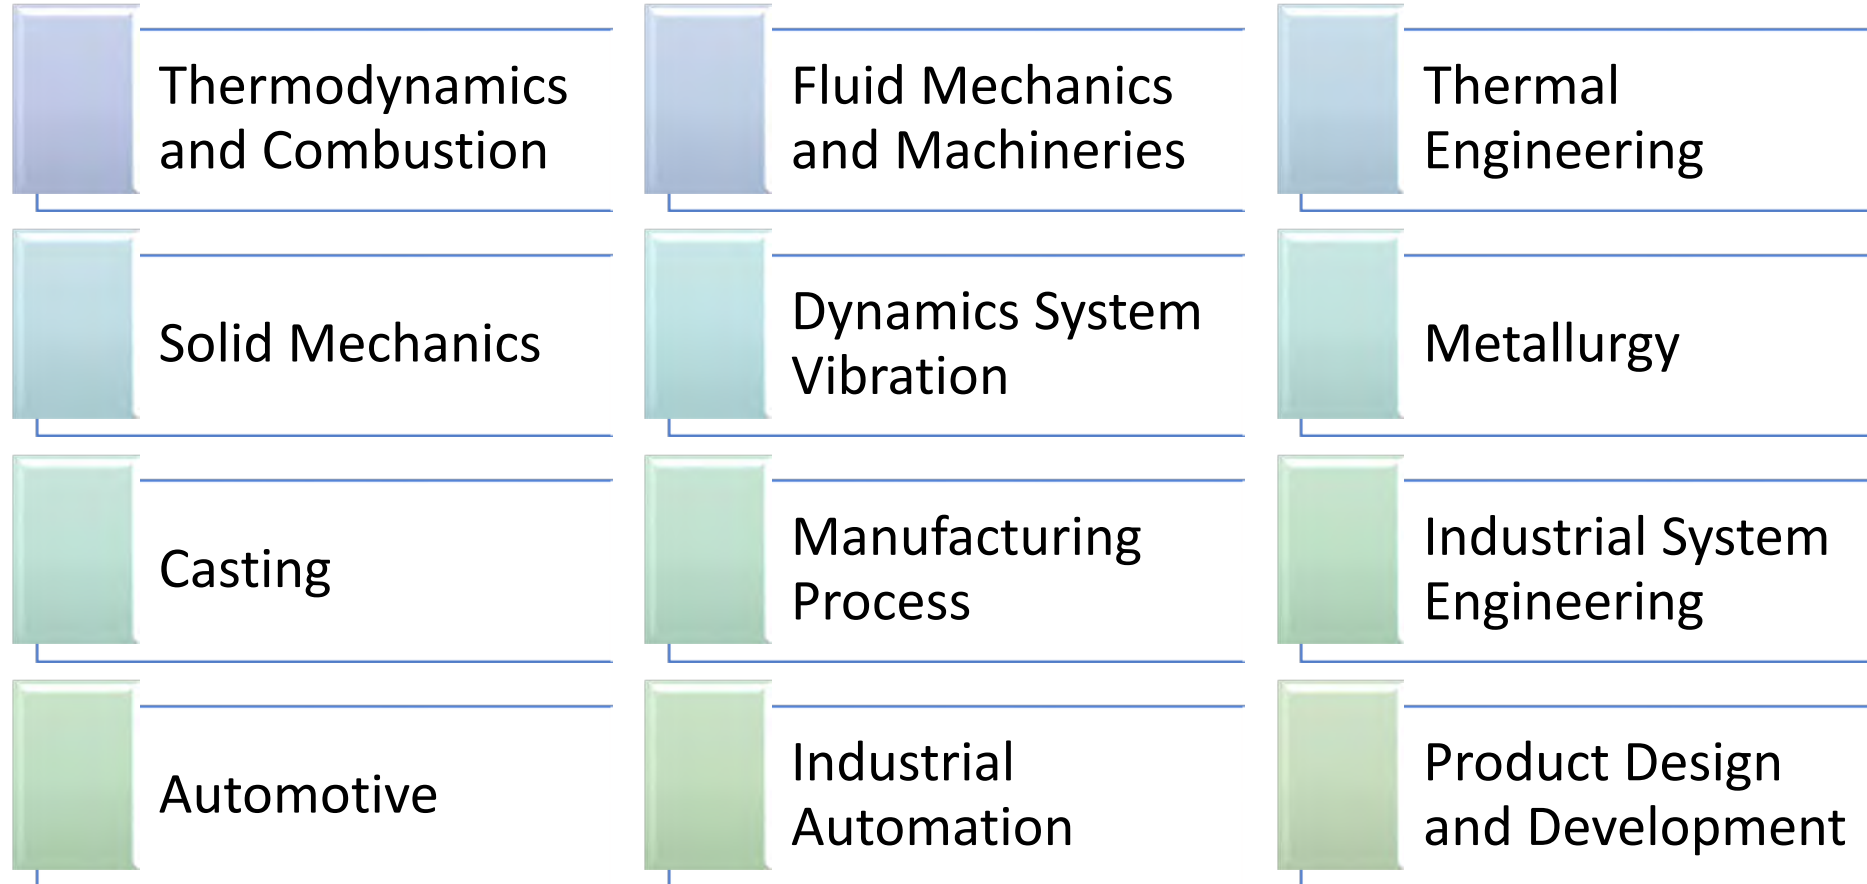 Thermodynamics
and Combustion
Fluid Mechanics
and Machineries
Thermal
Engineering
Solid Mechanics
Dynamics System
Vibration
Metallurgy
Casting
Manufacturing
Process
Industrial System
Engineering
Automotive
Industrial
Automation
Product Design
and Development